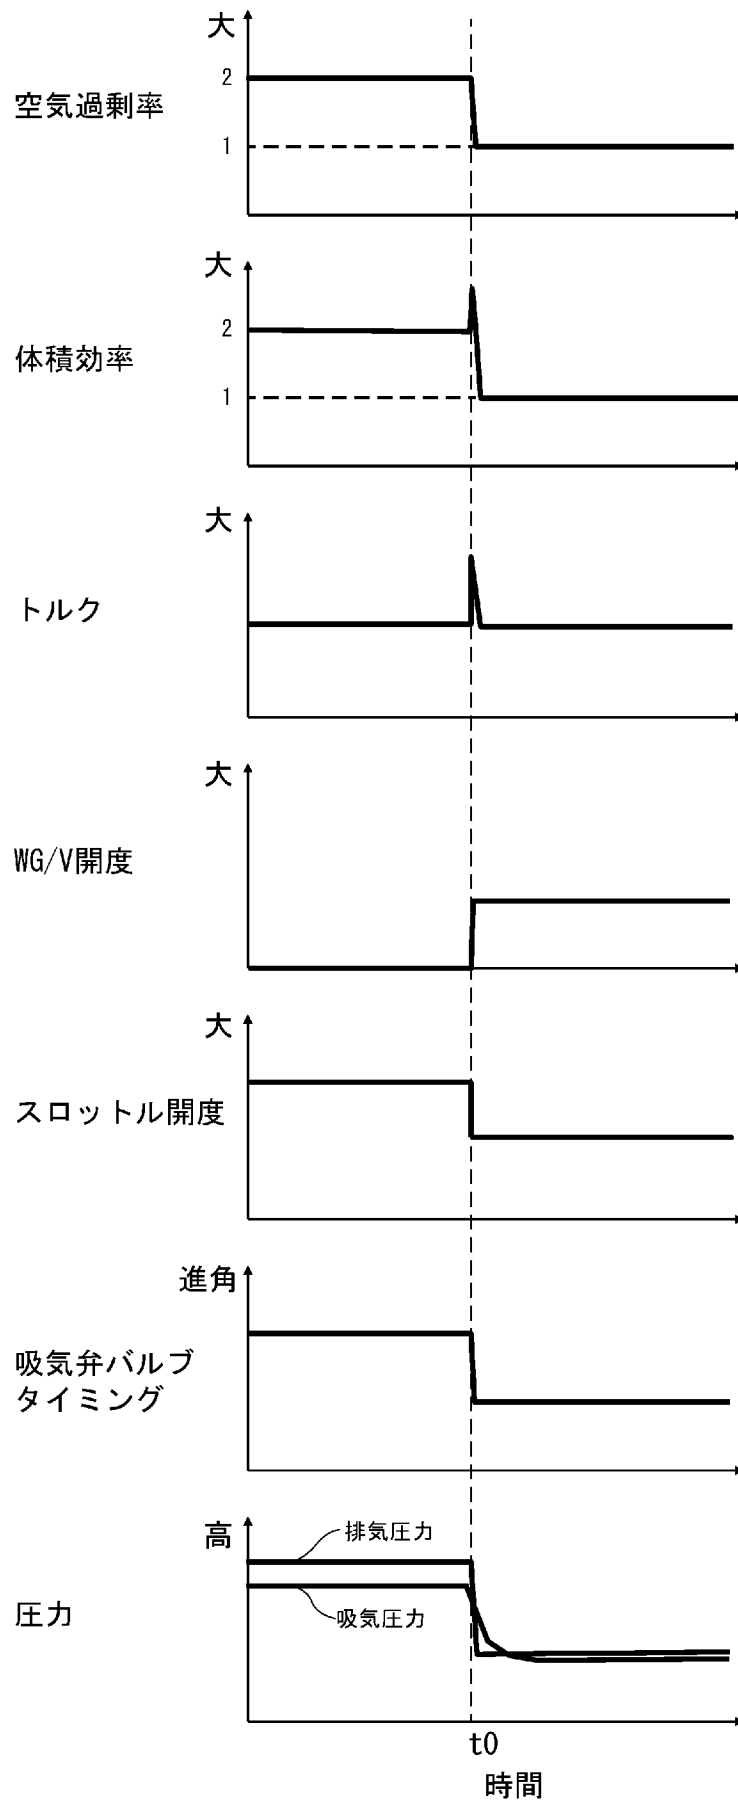 大
空気過剰率
2
1
大
体積効率
2
1
大
トルク
大
WG/V開度
大
スロットル開度
進角
吸気弁バルブ
タイミング
高
排気圧力
吸気圧力
圧力
t0
時間